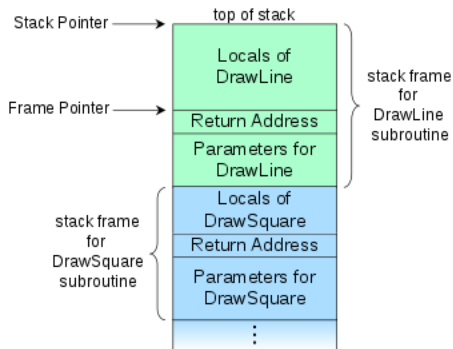 top of stack
Stack Pointer
Locals of
DrawLine
stack frame
for
DrawLine
subroutine
Frame Pointer
Return Address
Parameters for
DrawLine
stack frame
for
DrawSquare
subroutine
Locals of
DrawSquare
Return Address
Parameters for
DrawSquare
⋮